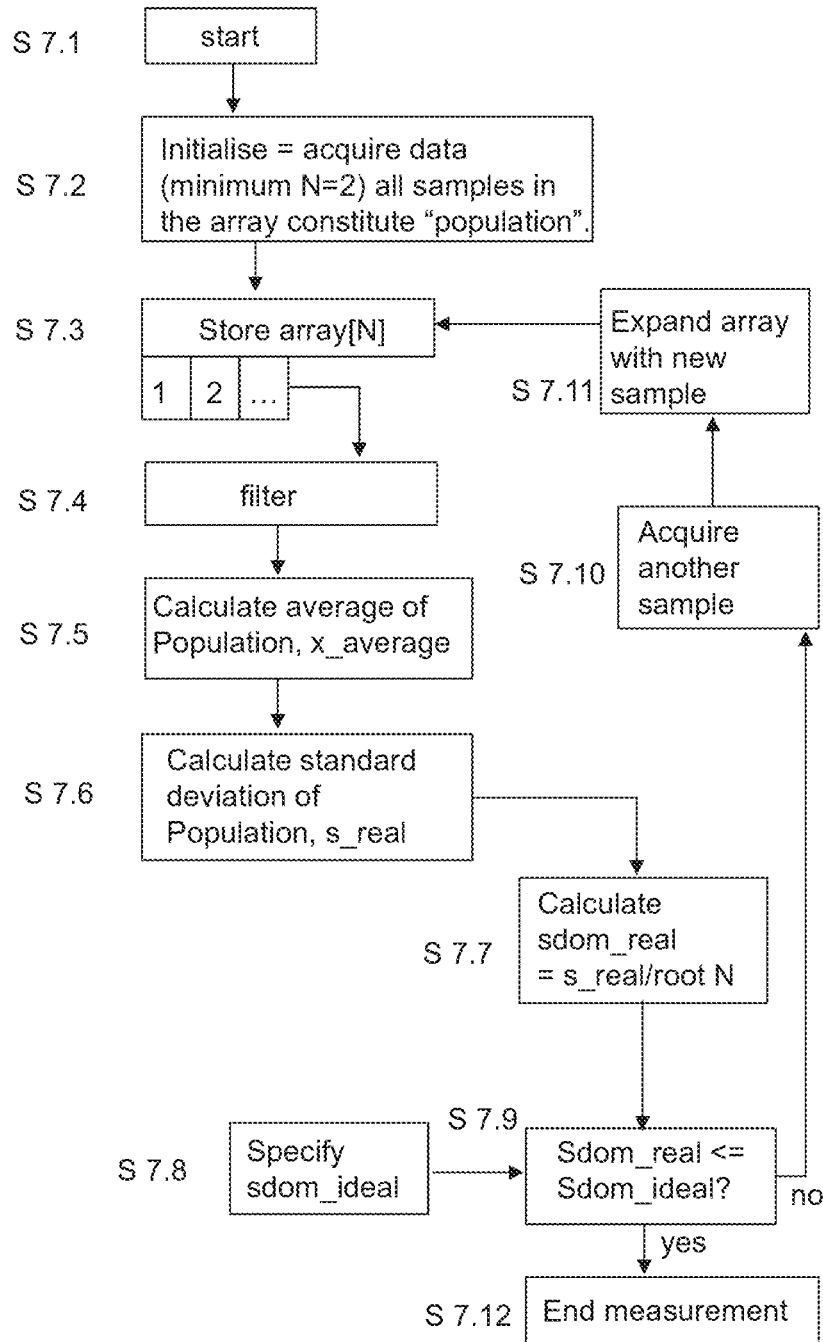 S 7.1
start
S 7.2
Initialise = acquire data
(minimum N=2) all samples in
the array constitute “population”.
S 7.3
Store array[N]
1 2 ...
S 7.11
Expand array
with new
sample
S 7.4
filter
S 7.10
Acquire
another
sample
S 7.5
Calculate average of
Population, x_average
S 7.6
Calculate standard
deviation of
Population, s_real
S 7.7
Calculate
sdom_real
= s_real/root N
S 7.8
Specify
sdom_ideal
S 7.9
Sdom_real <=
Sdom_ideal?
no
yes
S 7.12
End measurement